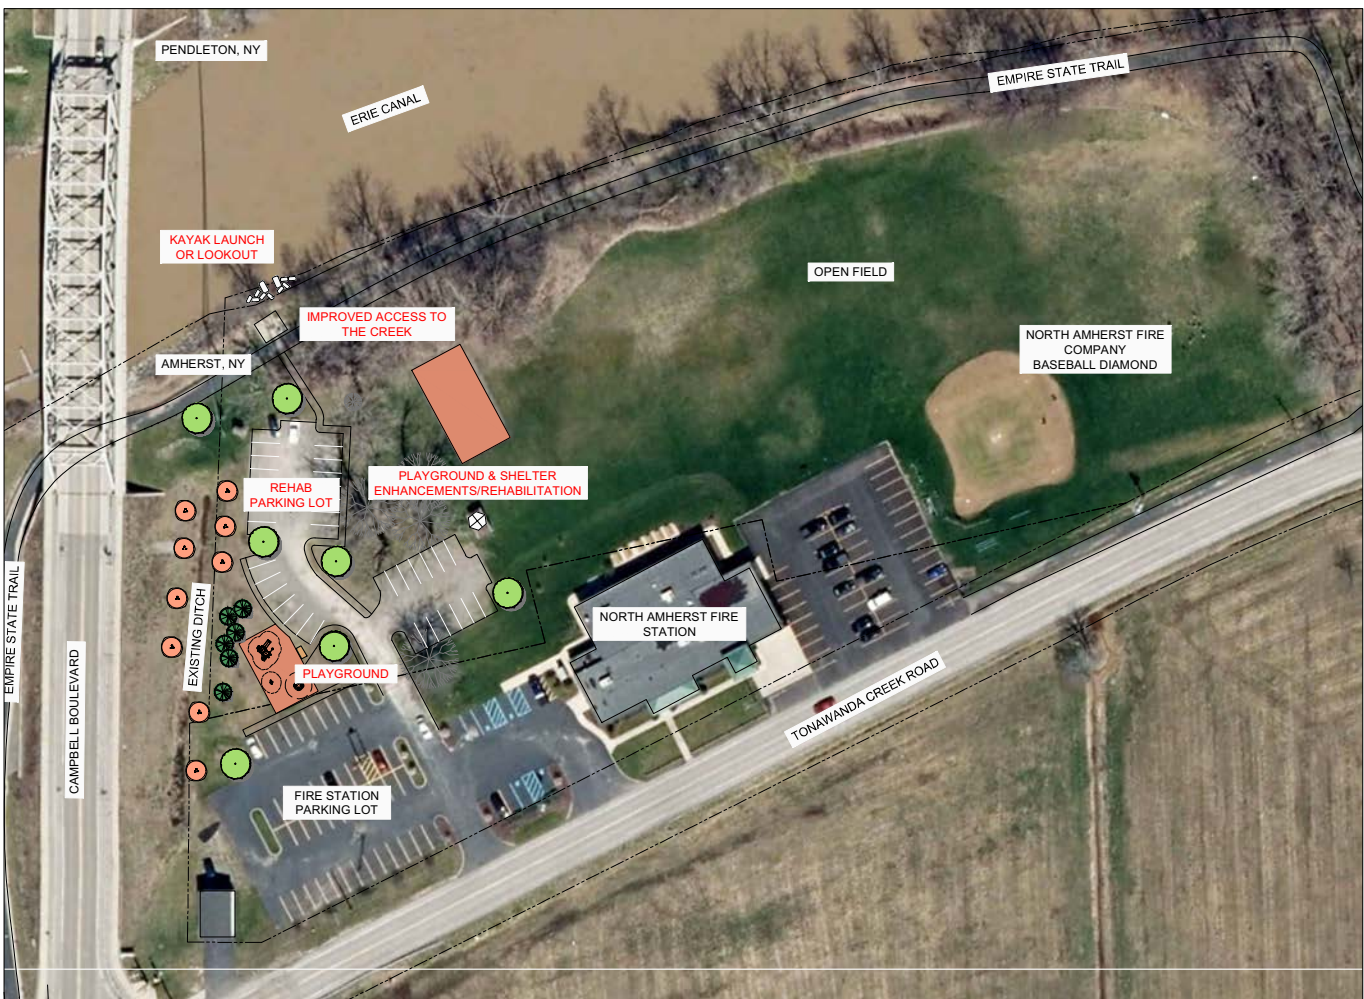 PENDLETON, NY
ERIE CANAL
EMPIRE STATE TRAIL
KAYAK LAUNCH
OR LOOKOUT
OPEN FIELD
IMPROVED ACCESS TO
THE CREEK
NORTH AMHERST FIRE
COMPANY
BASEBALL DIAMOND
AMHERST, NY
PLAYGROUND & SHELTER
ENHANCEMENTS/REHABILITATION
REHAB
PARKING LOT
EMPIRE STATE TRAIL
EXISTING DITCH
NORTH AMHERST FIRE
STATION
PLAYGROUND
CAMPBELL BOULEVARD
TONAWANDA CREEK ROAD
FIRE STATION
PARKING LOT